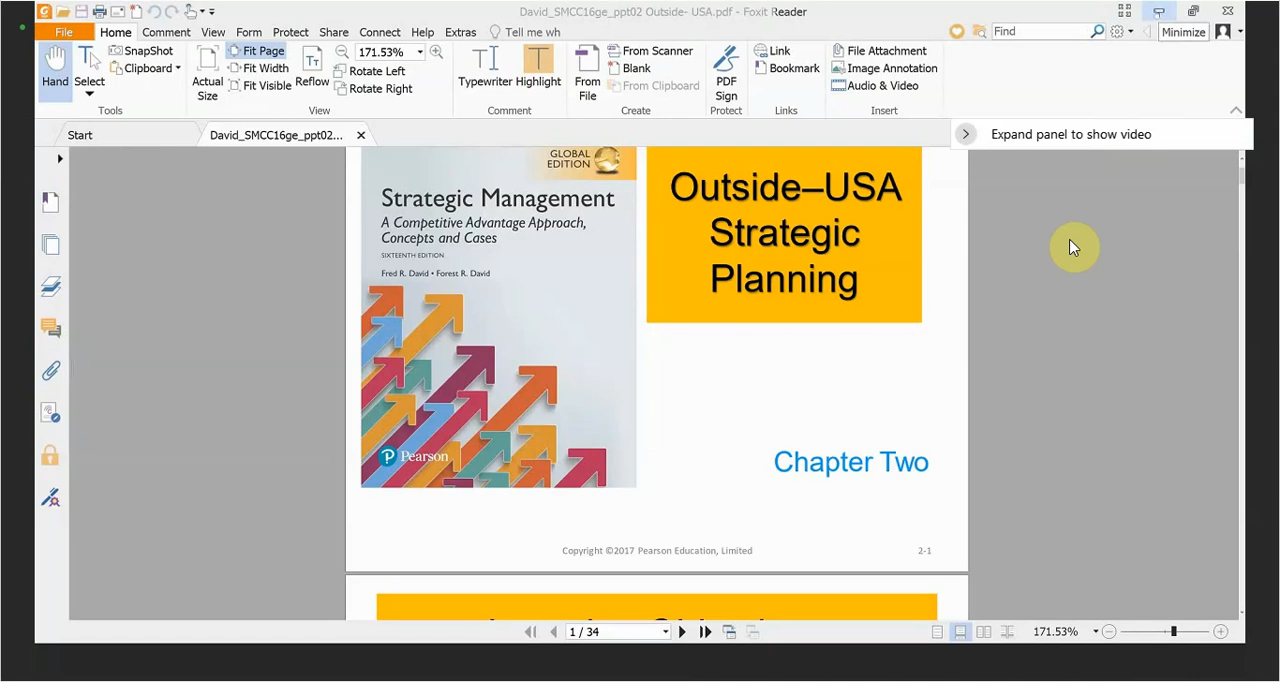 David_SMCC16ge_ppt02 Outside- USA.pdf - Foxit Reader
File Home Comment View Form Protect Share Connect Help Extras Tell me wh Find Minimize
Hand
Select
SnapShot
Clipboard
Tools
Actual Size
Fit Page
Fit Width
Fit Visible
Reflow
171.53%
Rotate Left
Rotate Right
View
Typewriter
Highlight
Comment
From File
From Scanner
Blank
From Clipboard
Create
PDF Sign
Protect
Link
Bookmark
Links
File Attachment
Image Annotation
Audio & Video
Insert
Start
David_SMCC16ge_ppt02...
Expand panel to show video
GLOBAL
EDITION
Strategic Management
A Competitive Advantage Approach,
Concepts and Cases
SIXTEENTH EDITION
Fred R. David • Forest R. David
Pearson
Outside–USA
Strategic
Planning
Chapter Two
Copyright ©2017 Pearson Education, Limited
2-1
1 / 34
171.53%